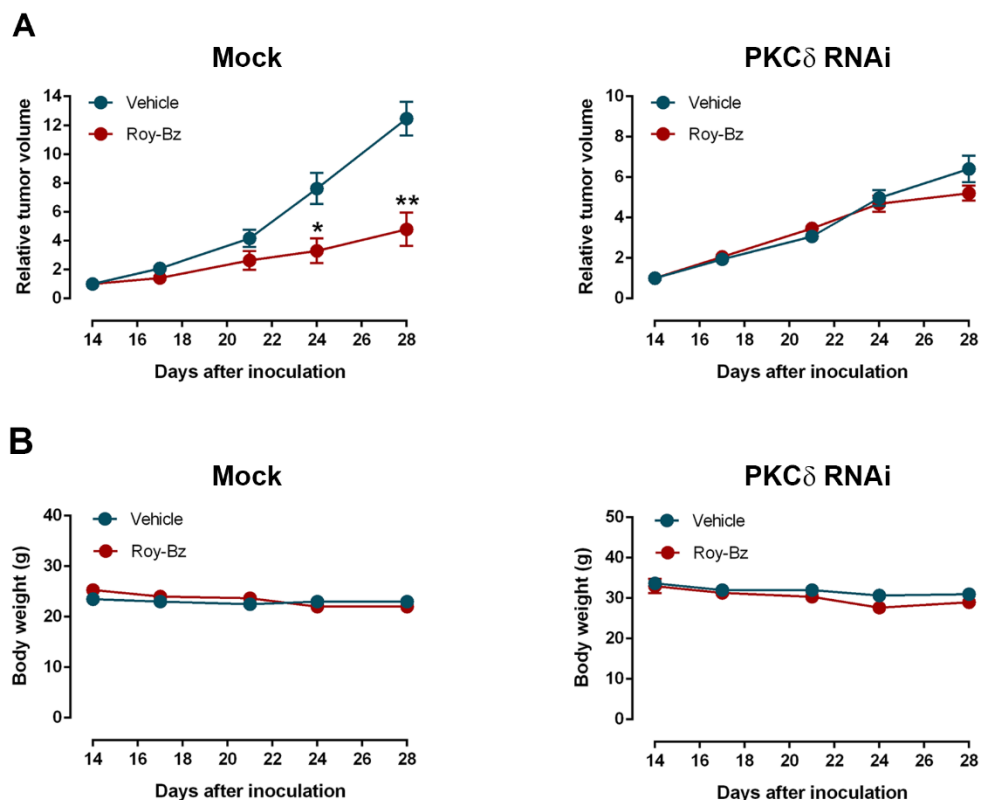 A
Mock
Relative tumor volume
14
12
10
8
6
4
2
0
Vehicle
Roy-Bz
*
**
14 16 18 20 22 24 26 28
Days after inoculation
PKCδ RNAi
Relative tumor volume
10
8
6
4
2
0
Vehicle
Roy-Bz
14 16 18 20 22 24 26 28
Days after inoculation
B
Mock
Body weight (g)
40
30
20
10
0
Vehicle
Roy-Bz
14 16 18 20 22 24 26 28
Days after inoculation
PKCδ RNAi
Body weight (g)
50
40
30
20
10
0
Vehicle
Roy-Bz
14 16 18 20 22 24 26 28
Days after inoculation